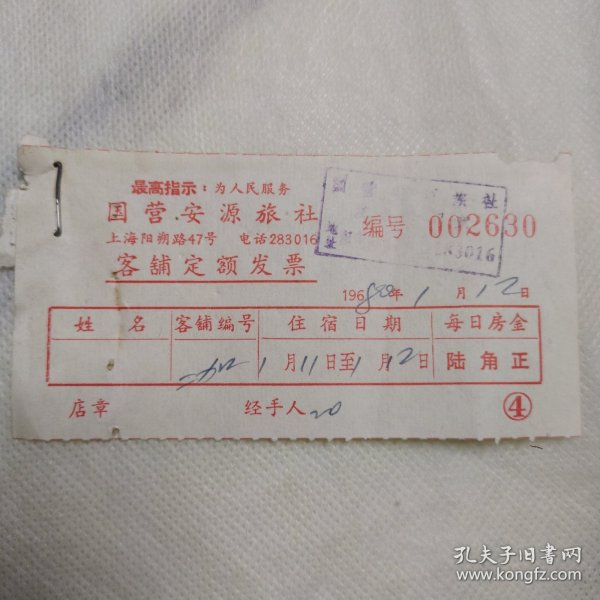 最高指示：为人民服务
国营安源旅社
上海阳朔路47号 电话283016
编号 002630
客舖定额发票
196 年 1 月 12 日
姓名 客舖编号 住宿日期 每日房金
1 月 11 日至 1 月 12 日 陆角正
店章 经手人 20 ④
孔夫子旧书网
www.kongfz.com